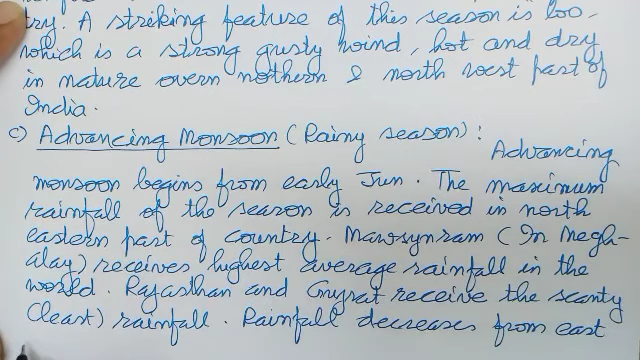 try. A striking feature of this season is loo,
which is a strong gusty wind, hot and dry
in nature overn nothern & north west part of
India.
c) Advancing Monsoon (Rainy season):
Advancing
monsoon begins from early Jun. The maximum
rainfall of the season is received in north
eastern part of country. Mawsynram (In Megh-
alay) receives highest average rainfall in the
world. Rajasthan and Gujrat receive the scanty
(least) rainfall. Rainfall decreases from east